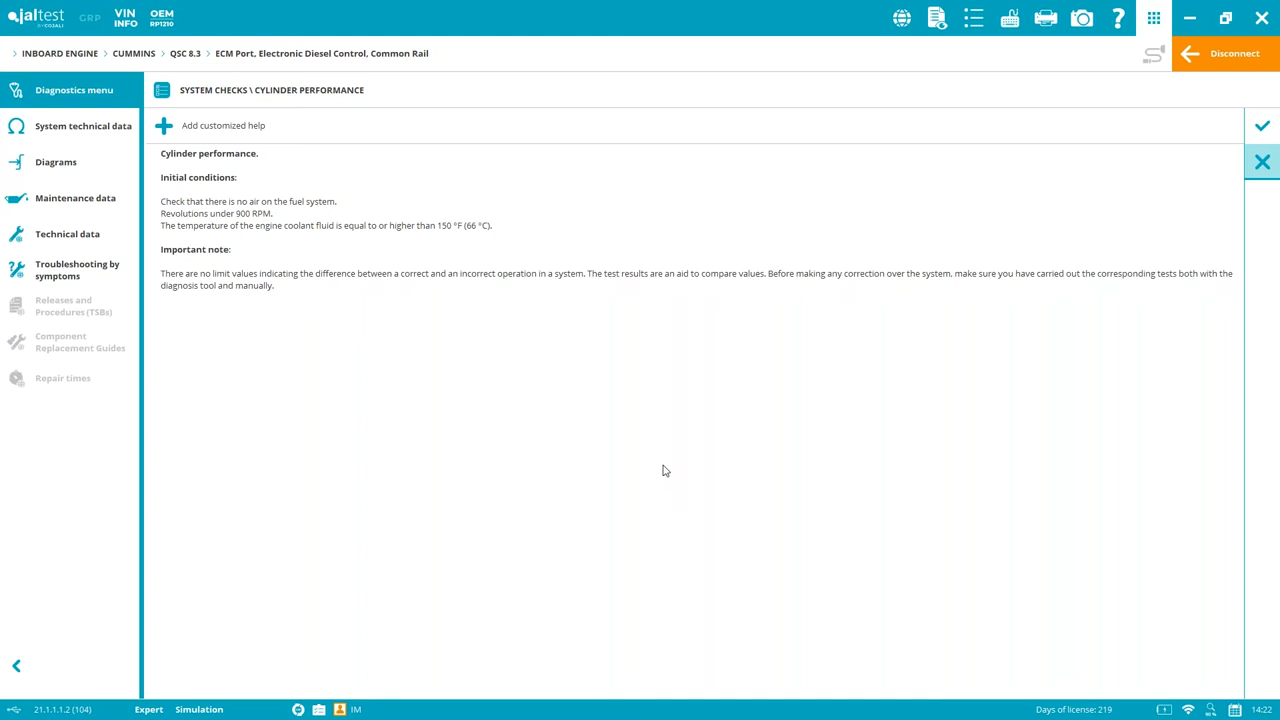 jaltest
BY COJALI
GRP
VIN
INFO
OEM
RP1210
INBOARD ENGINE
CUMMINS
QSC 8.3
ECM Port, Electronic Diesel Control, Common Rail
Disconnect
Diagnostics menu
SYSTEM CHECKS \ CYLINDER PERFORMANCE
System technical data
Add customized help
Diagrams
Maintenance data
Technical data
Troubleshooting by
symptoms
Releases and
Procedures (TSBs)
Component
Replacement Guides
Repair times
Cylinder performance.
Initial conditions:
Check that there is no air on the fuel system.
Revolutions under 900 RPM.
The temperature of the engine coolant fluid is equal to or higher than 150 °F (66 °C).
Important note:
There are no limit values indicating the difference between a correct and an incorrect operation in a system. The test results are an aid to compare values. Before making any correction over the system, make sure you have carried out the corresponding tests both with the
diagnosis tool and manually.
21.1.1.1.2 (104)
Expert
Simulation
IM
Days of license: 219
14:22